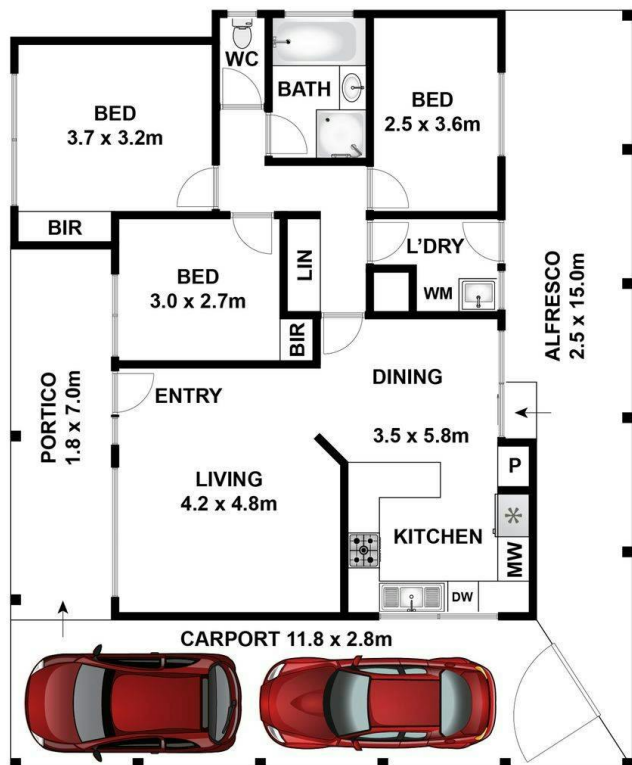 WC
BATH
BED
3.7 x 3.2m
BED
2.5 x 3.6m
BIR
BED
3.0 x 2.7m
LIN
BIR
L'DRY
WM
ALFRESCO
2.5 x 15.0m
PORTICO
1.8 x 7.0m
ENTRY
DINING
3.5 x 5.8m
LIVING
4.2 x 4.8m
P
KITCHEN
MW
DW
CARPORT 11.8 x 2.8m